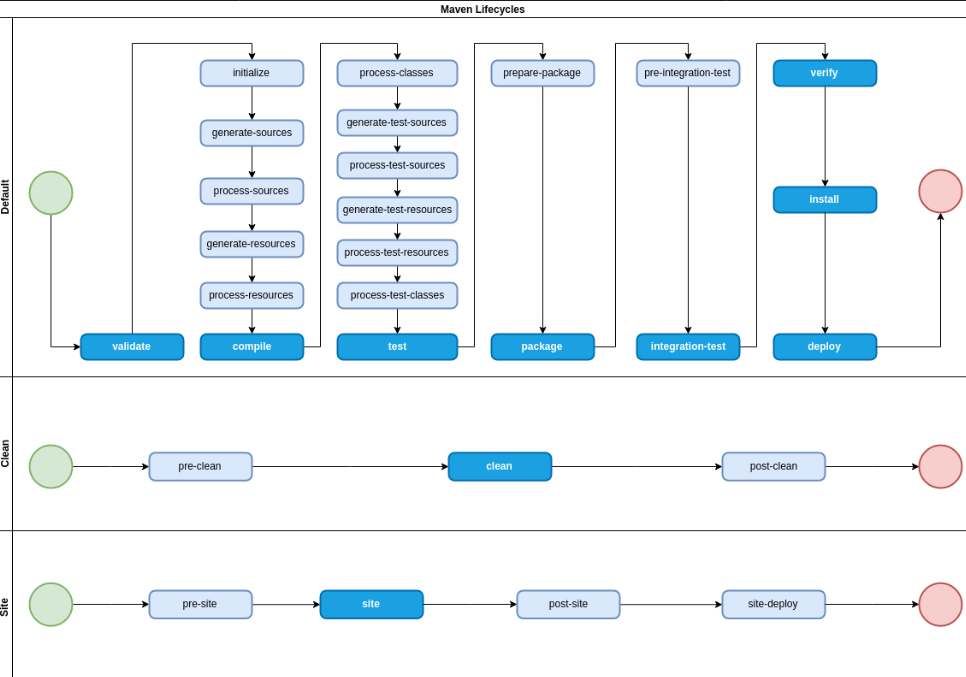 Maven Lifecycles
Default
validate
initialize
generate-sources
process-sources
generate-resources
process-resources
compile
process-classes
generate-test-sources
process-test-sources
generate-test-resources
process-test-resources
process-test-classes
test
prepare-package
package
pre-integration-test
integration-test
verify
install
deploy
Clean
pre-clean
clean
post-clean
Site
pre-site
site
post-site
site-deploy